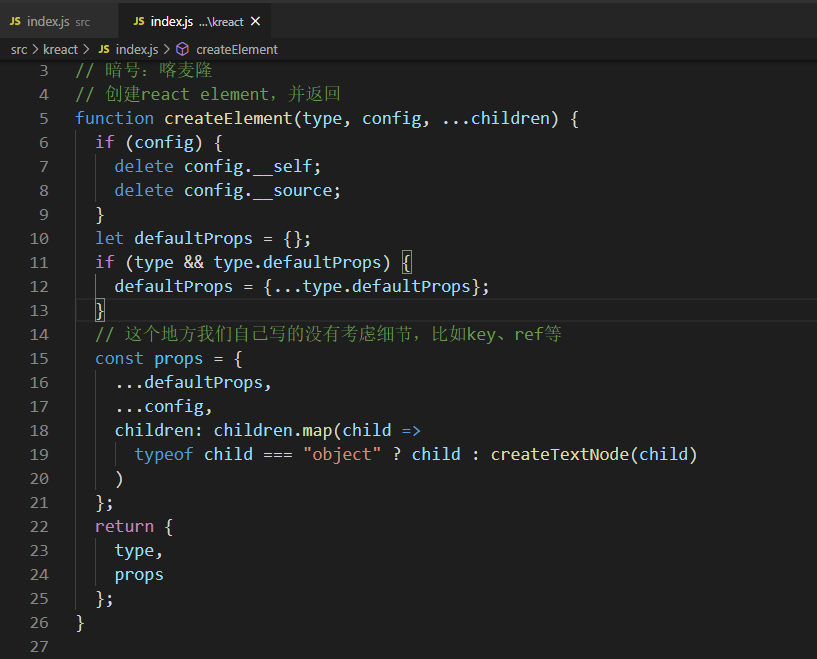 JS index.js src JS index.js ...\kreact ×
src > kreact > JS index.js > createElement
3 // 暗号：喀麦隆
4 // 创建react element，并返回
5 function createElement(type, config, ...children) {
6 if (config) {
7 delete config.__self;
8 delete config.__source;
9 }
10 let defaultProps = {};
11 if (type && type.defaultProps) {
12 defaultProps = {...type.defaultProps};
13 }
14 // 这个地方我们自己写的没有考虑细节，比如key、ref等
15 const props = {
16 ...defaultProps,
17 ...config,
18 children: children.map(child =>
19 typeof child === "object" ? child : createTextNode(child)
20 )
21 };
22 return {
23 type,
24 props
25 };
26 }
27